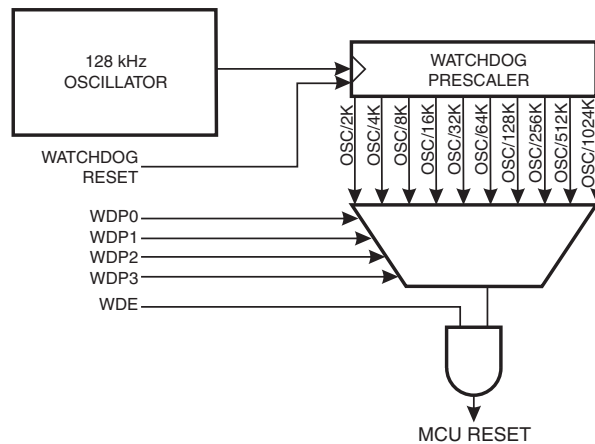 128 kHz
OSCILLATOR
WATCHDOG
PRESCALER
WATCHDOG
RESET
OSC/2K
OSC/4K
OSC/8K
OSC/16K
OSC/32K
OSC/64K
OSC/128K
OSC/256K
OSC/512K
OSC/1024K
WDP0
WDP1
WDP2
WDP3
WDE
MCU RESET